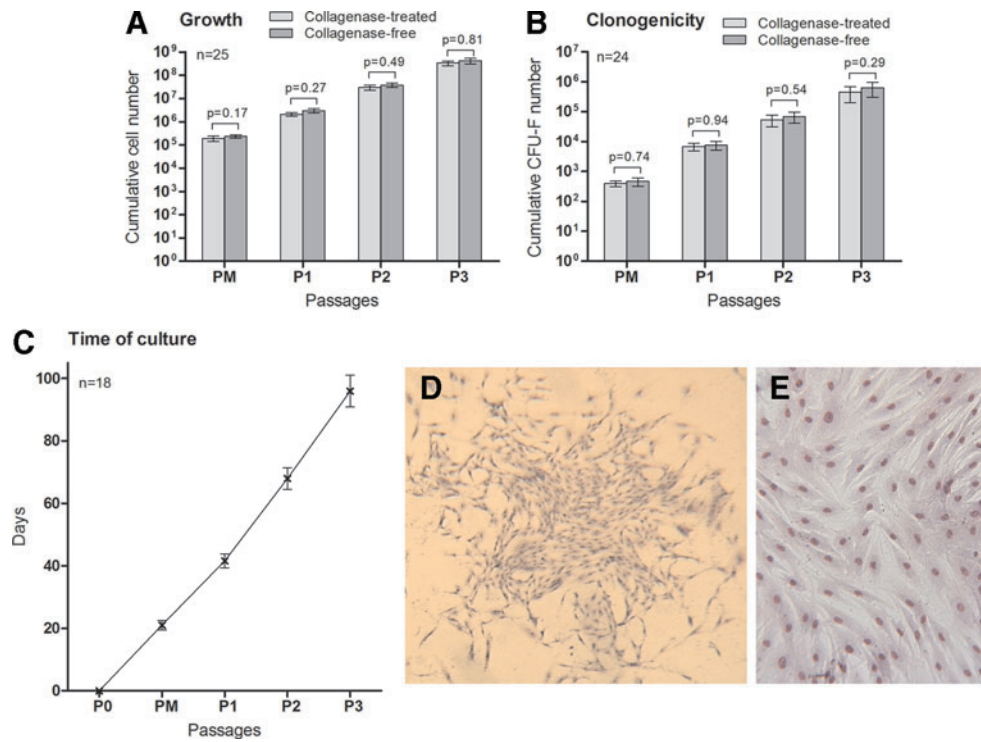 A Growth
Collagenase-treated
Collagenase-free
n=25
p=0.17
p=0.27
p=0.49
p=0.81
Cumulative cell number
10⁹
10⁸
10⁷
10⁶
10⁵
10⁴
10³
10²
10¹
10⁰
PM P1 P2 P3
Passages
B Clonogenicity
Collagenase-treated
Collagenase-free
n=24
p=0.74
p=0.94
p=0.54
p=0.29
Cumulative CFU-F number
10⁷
10⁶
10⁵
10⁴
10³
10²
10¹
10⁰
PM P1 P2 P3
Passages
C Time of culture
n=18
Days
100
80
60
40
20
0
P0 PM P1 P2 P3
Passages
D
E